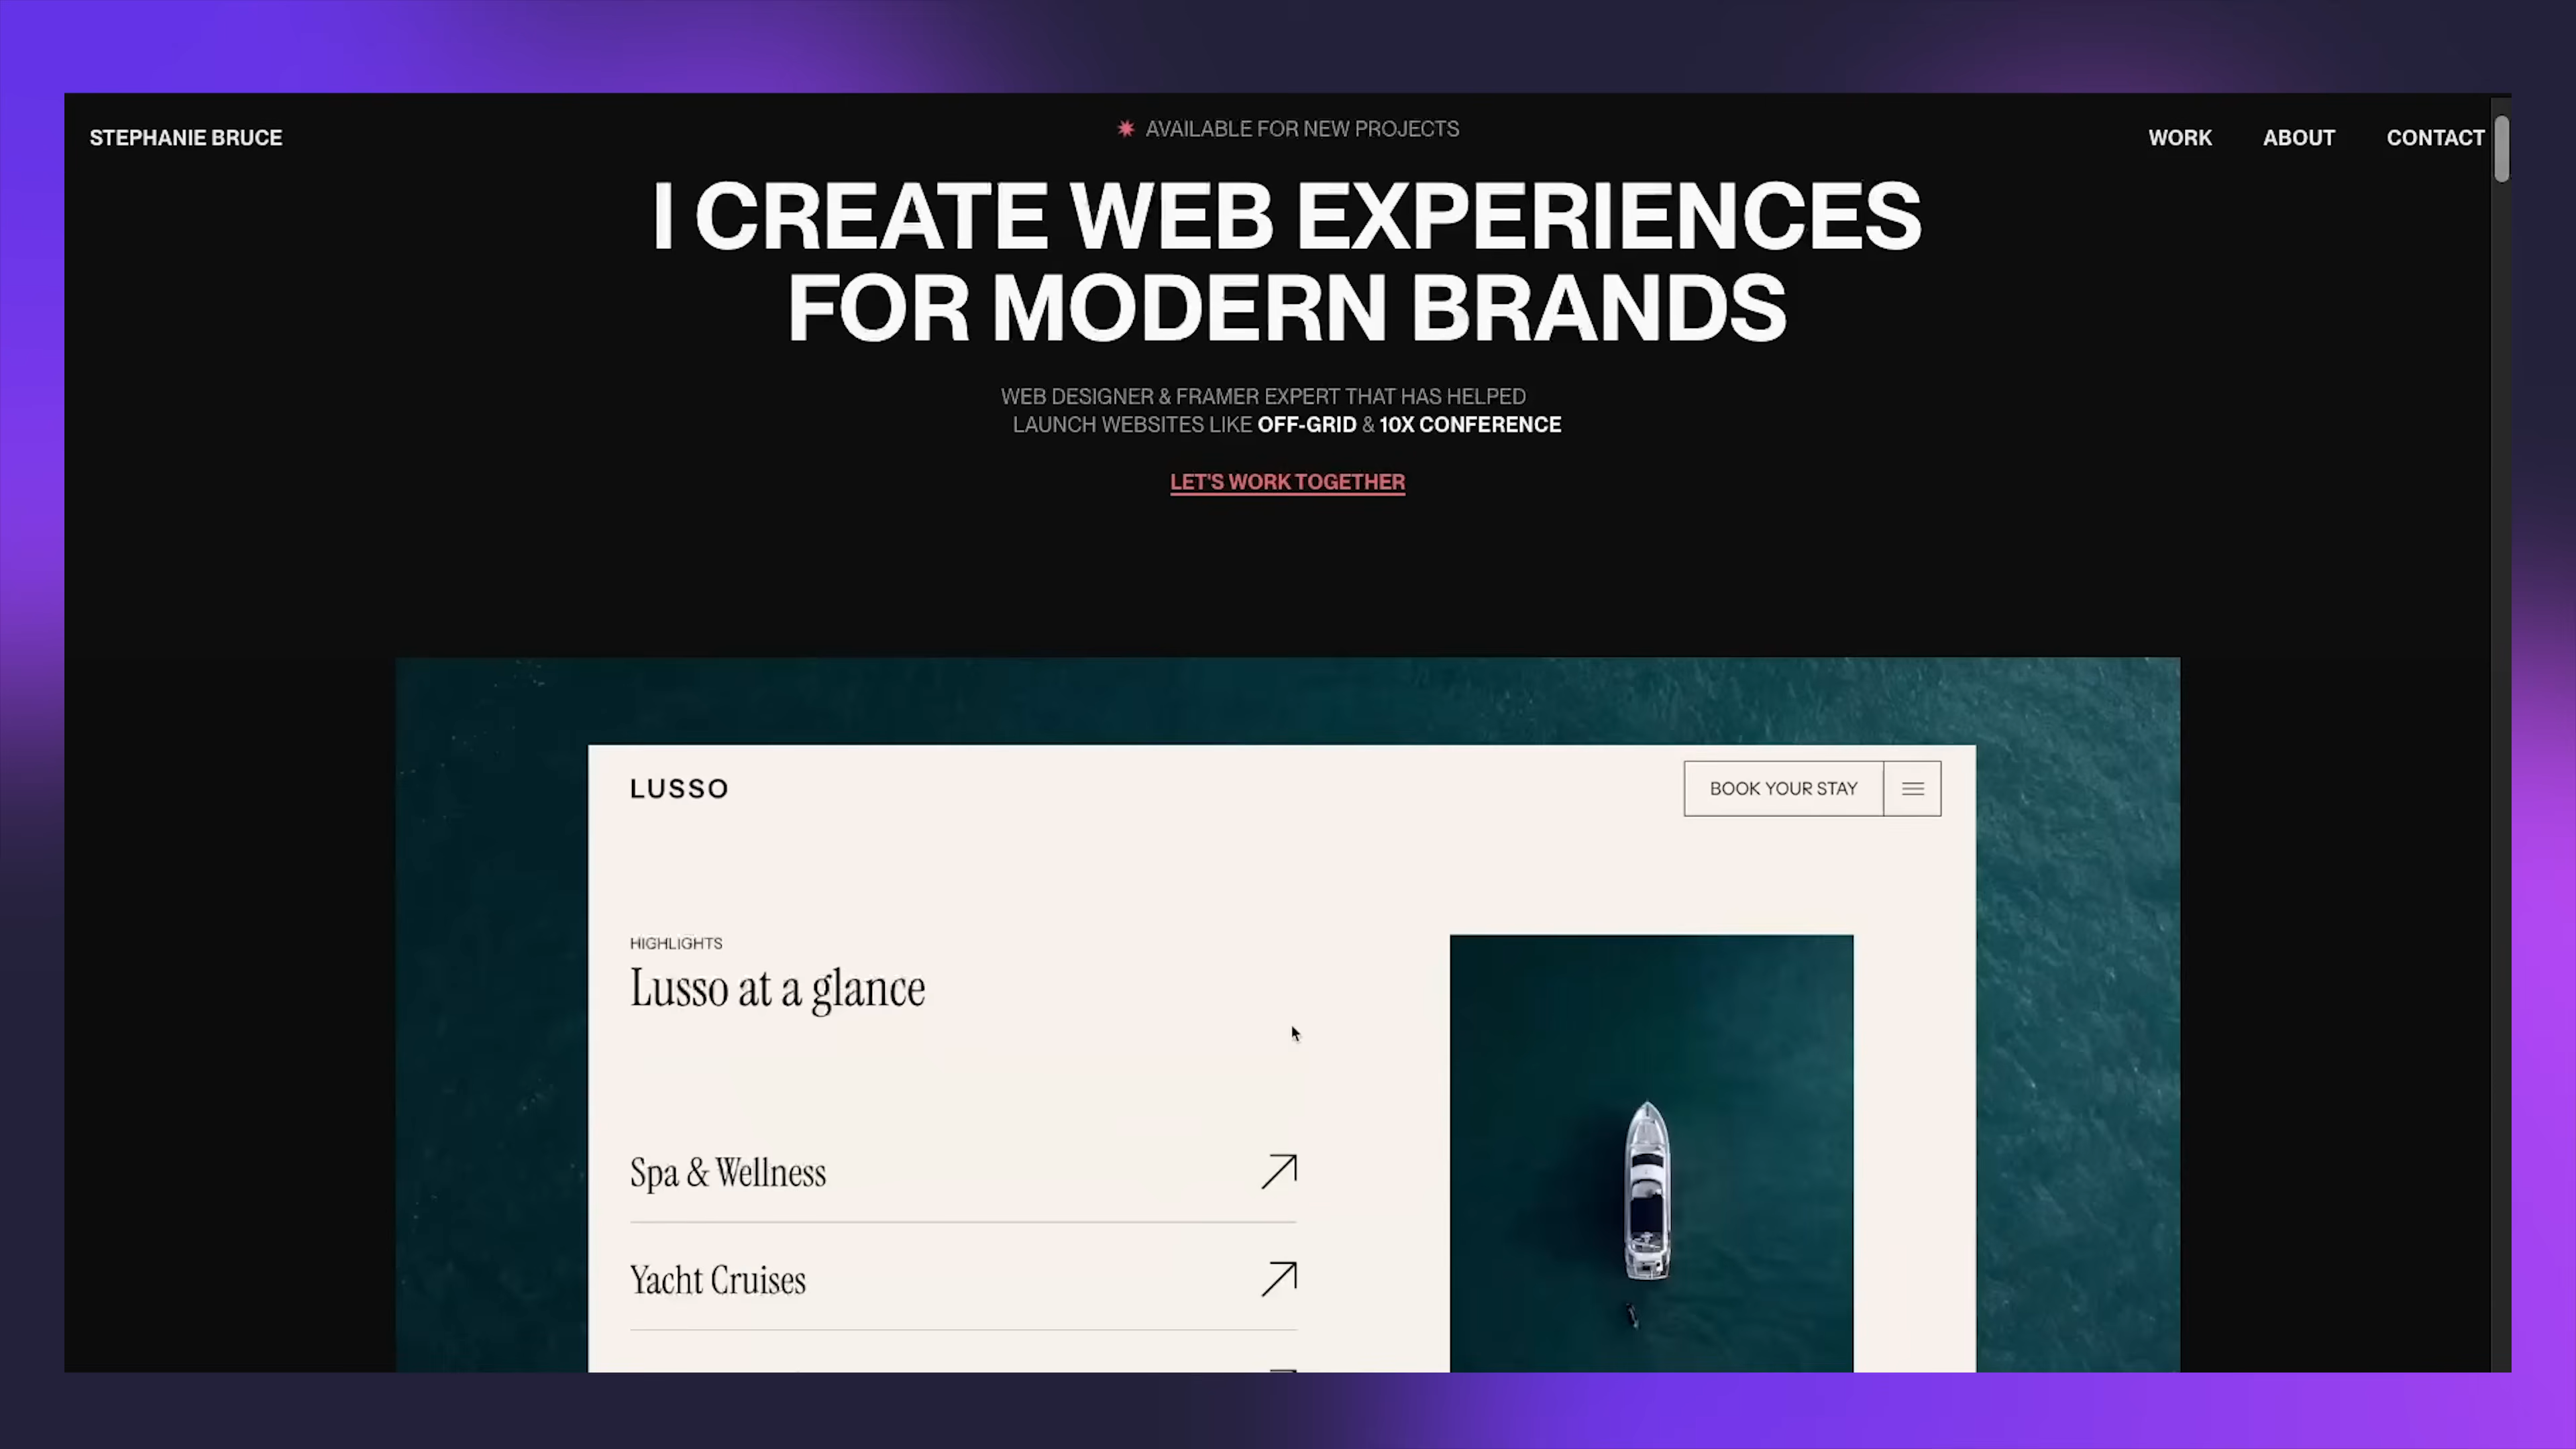 STEPHANIE BRUCE
AVAILABLE FOR NEW PROJECTS
WORK ABOUT CONTACT
I CREATE WEB EXPERIENCES
FOR MODERN BRANDS
WEB DESIGNER & FRAMER EXPERT THAT HAS HELPED
LAUNCH WEBSITES LIKE OFF-GRID & 10X CONFERENCE
LET'S WORK TOGETHER
LUSSO
BOOK YOUR STAY
HIGHLIGHTS
Lusso at a glance
Spa & Wellness
Yacht Cruises